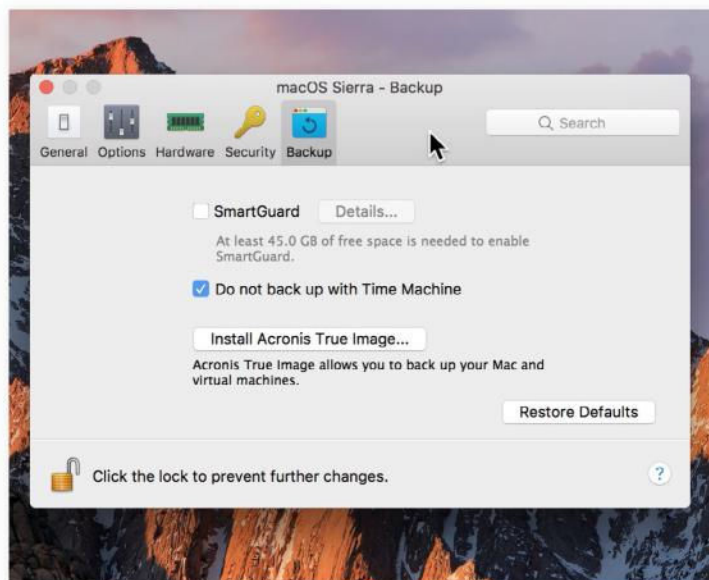 macOS Sierra - Backup
Search
General Options Hardware Security Backup
SmartGuard Details...
At least 45.0 GB of free space is needed to enable
SmartGuard.
Do not back up with Time Machine
Install Acronis True Image...
Acronis True Image allows you to back up your Mac and
virtual machines.
Restore Defaults
Click the lock to prevent further changes.
?